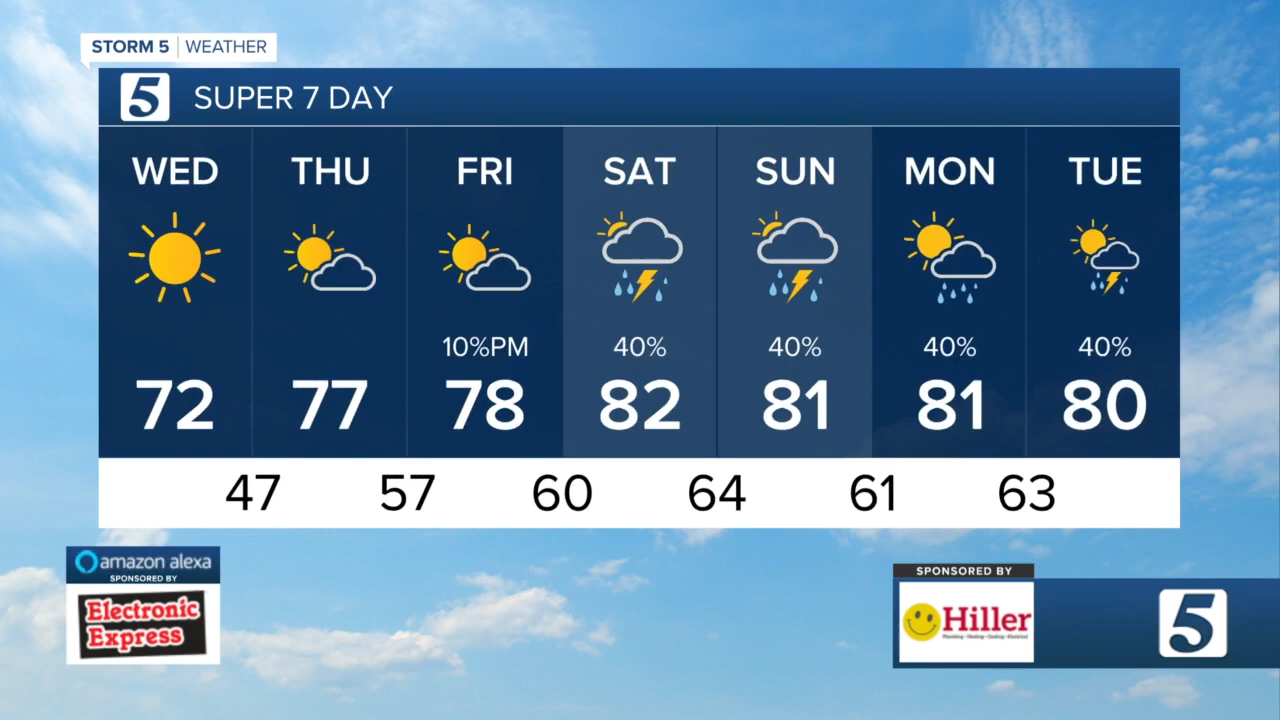 STORM 5 | WEATHER
5 SUPER 7 DAY
WED THU FRI SAT SUN MON TUE
10%PM 40% 40% 40% 40%
72 77 78 82 81 81 80
47 57 60 64 61 63
amazon alexa
SPONSORED BY
Electronic
Express
SPONSORED BY
Hiller
Plumbing • Heating • Cooling • Electrical
5